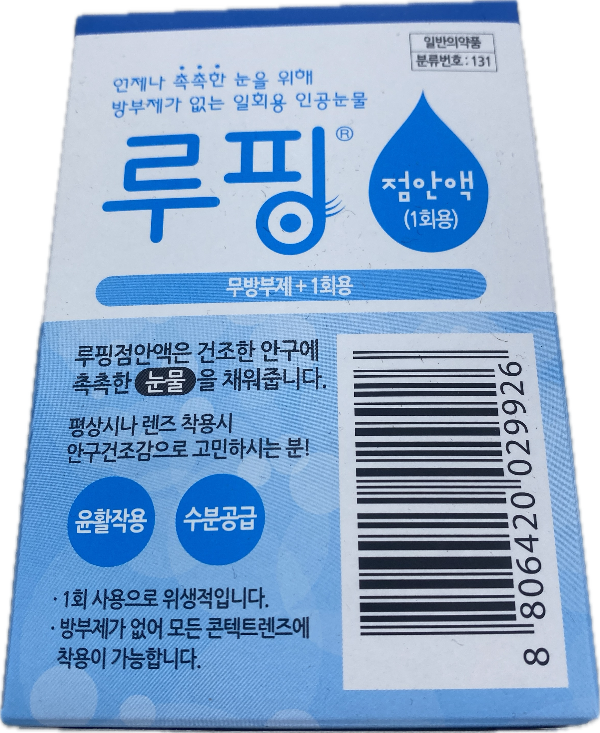 일반의약품
분류번호 : 131
언제나 촉촉한 눈을 위해
방부제가 없는 일회용 인공눈물
루핑®
점안액
(1회용)
무방부제 + 1회용
루핑점안액은 건조한 안구에
촉촉한 눈물 을 채워줍니다.
평상시나 렌즈 착용시
안구건조감으로 고민하시는 분!
윤활작용
수분공급
· 1회 사용으로 위생적입니다.
· 방부제가 없어 모든 콘텍트렌즈에
착용이 가능합니다.
8 806420 029926